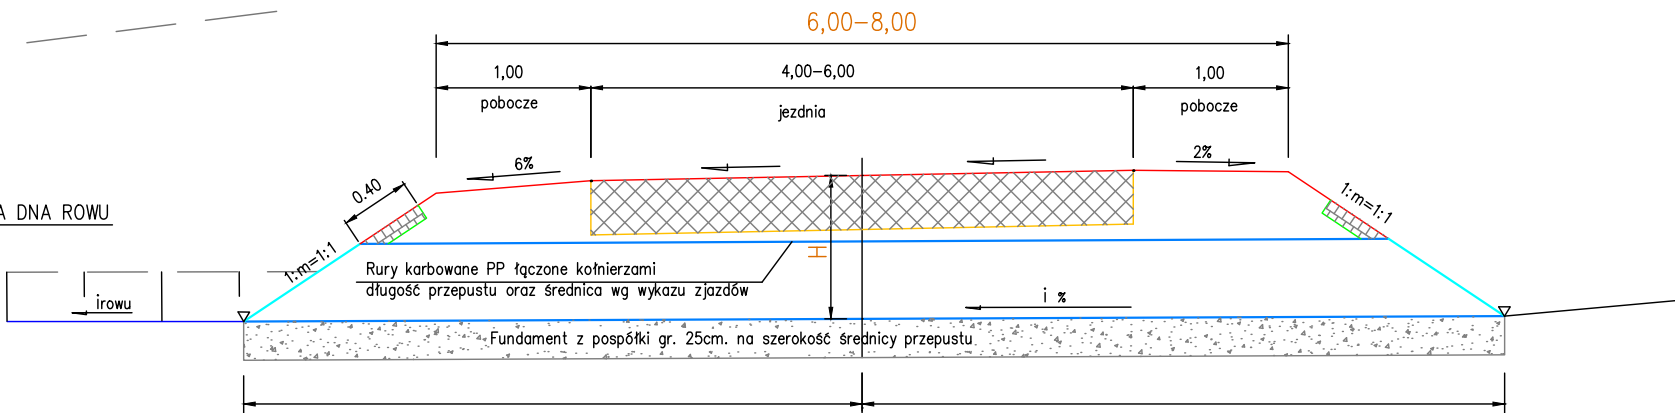 6,00-8,00
1,00
4,00-6,00
1,00
pobocze
jezdnia
pobocze
6%
2%
0.40
1:m=1:1
A DNA ROWU
H
1:m=1:1
Rury karbowane PP łączone kołnierzami
długość przepustu oraz średnica wg wykazu zjazdów
irowu
i %
Fundament z pospółki gr. 25cm. na szerokość średnicy przepustu